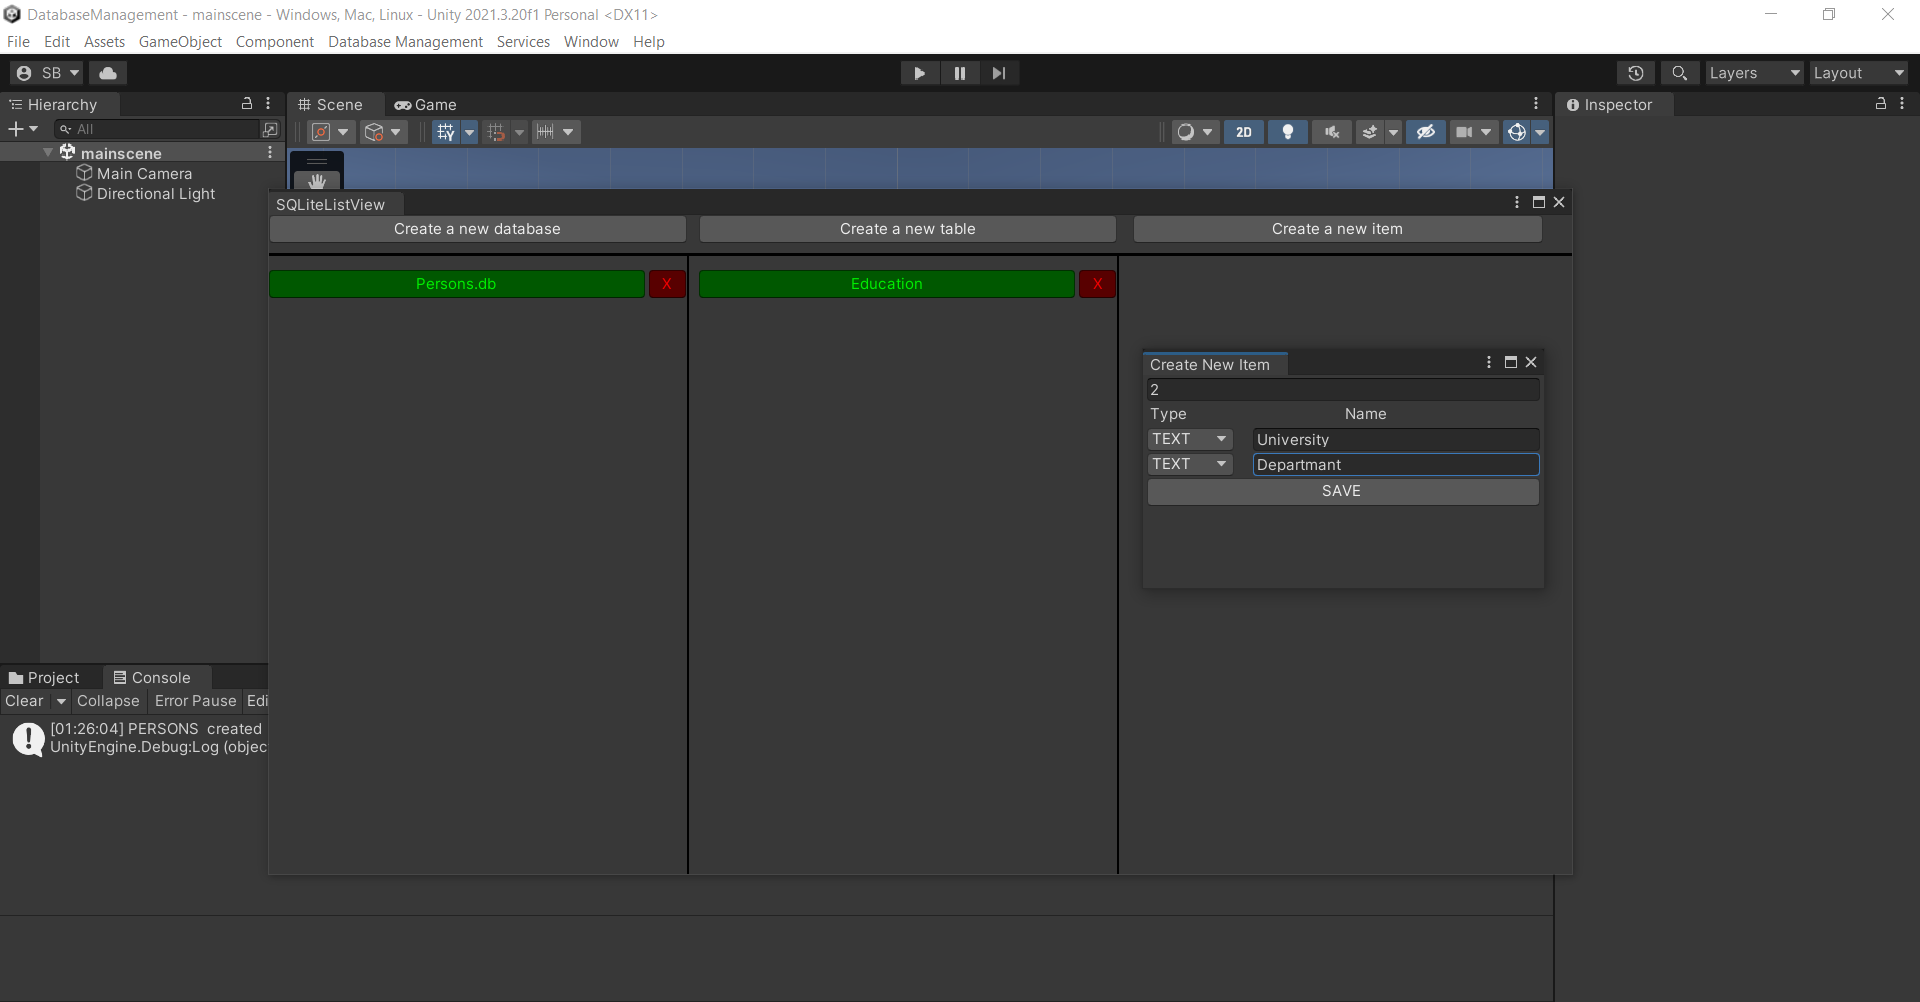 DatabaseManagement - mainscene - Windows, Mac, Linux - Unity 2021.3.20f1 Personal <DX11>
File Edit Assets GameObject Component Database Management Services Window Help
SB
Layers Layout
Hierarchy
Scene Game
Inspector
All
2D
mainscene
Main Camera
Directional Light
SQLiteListView
Create a new database Create a new table Create a new item
Persons.db X Education X
Create New Item
2
Type Name
TEXT University
TEXT Departmant
SAVE
Project Console
Clear Collapse Error Pause Edi
[01:26:04] PERSONS created
UnityEngine.Debug:Log (objec